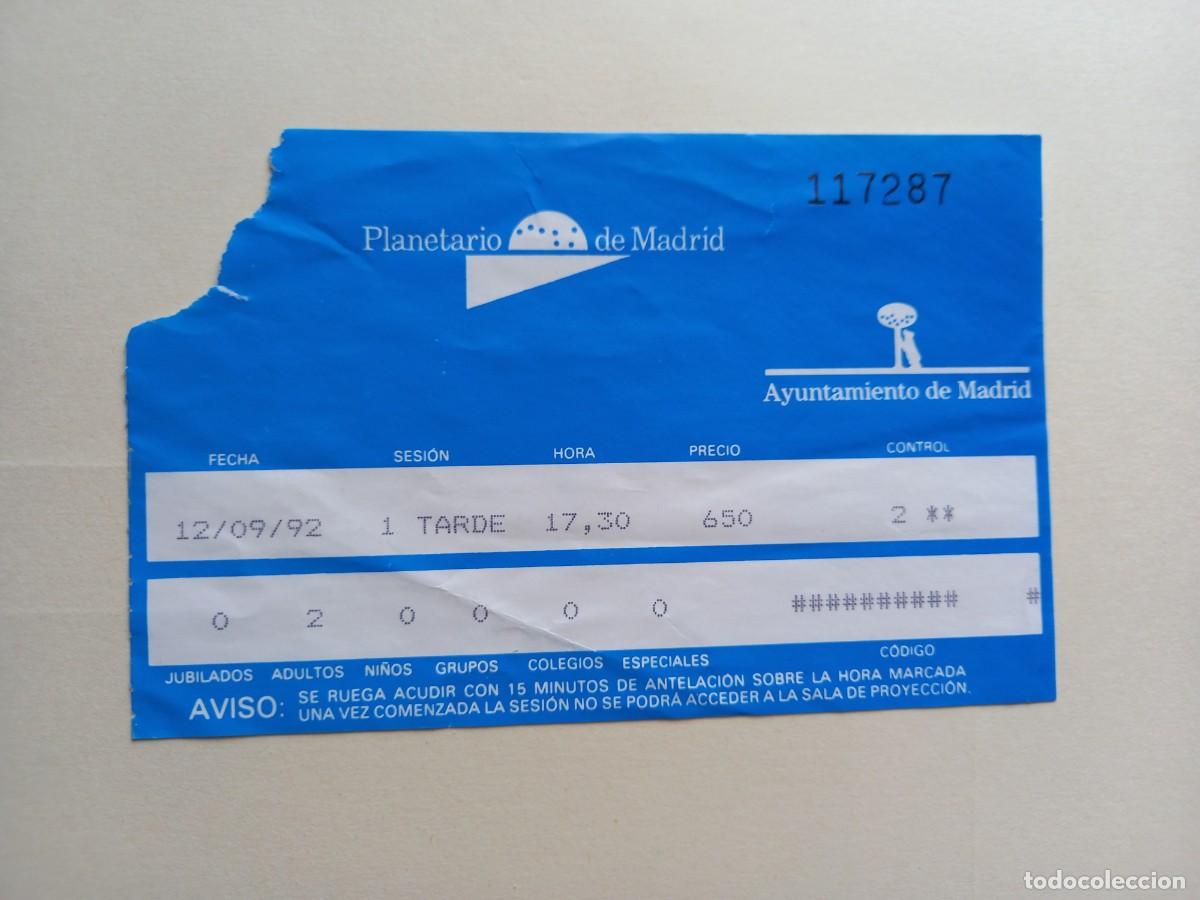 117287
Planetario de Madrid
Ayuntamiento de Madrid
FECHA SESIÓN HORA PRECIO CONTROL
12/09/92 1 TARDE 17,30 650 2 **
0 2 0 0 0 0 ########## #
JUBILADOS ADULTOS NIÑOS GRUPOS COLEGIOS ESPECIALES CÓDIGO
AVISO: SE RUEGA ACUDIR CON 15 MINUTOS DE ANTELACIÓN SOBRE LA HORA MARCADA
UNA VEZ COMENZADA LA SESIÓN NO SE PODRÁ ACCEDER A LA SALA DE PROYECCIÓN.
todocoleccion